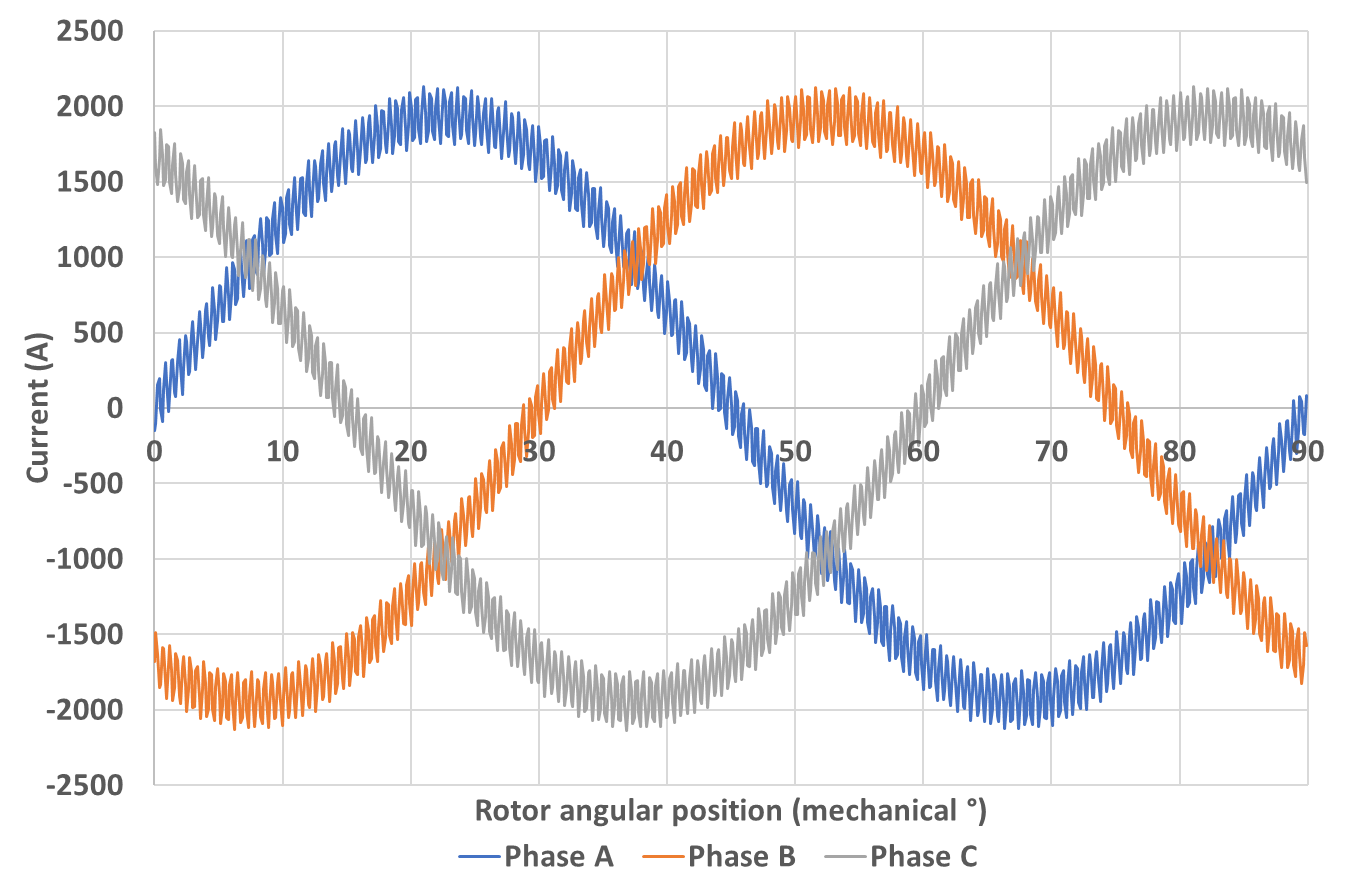 2500
2000
1500
1000
500
0
-500
-1000
-1500
-2000
-2500
0 10 20 30 40 50 60 70 80 90
Current (A)
Rotor angular position (mechanical °)
Phase A Phase B Phase C